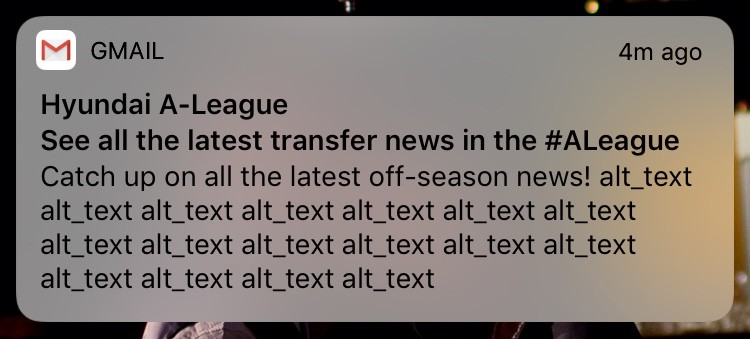 GMAIL 4m ago
Hyundai A-League
See all the latest transfer news in the #ALeague
Catch up on all the latest off-season news! alt_text
alt_text alt_text alt_text alt_text alt_text alt_text
alt_text alt_text alt_text alt_text alt_text alt_text
alt_text alt_text alt_text alt_text